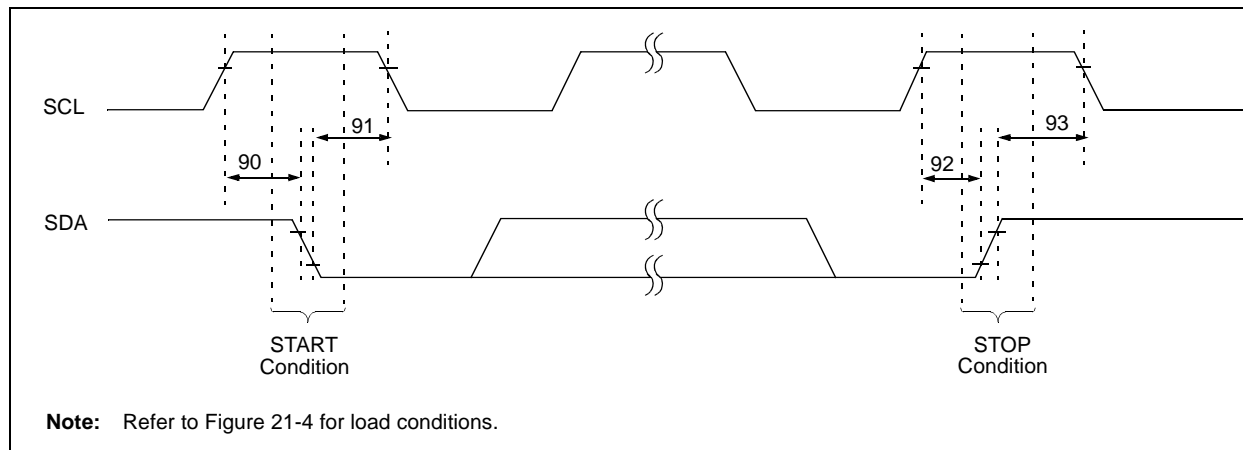 SCL
91
93
90
92
SDA
START
Condition
STOP
Condition
Note: Refer to Figure 21-4 for load conditions.